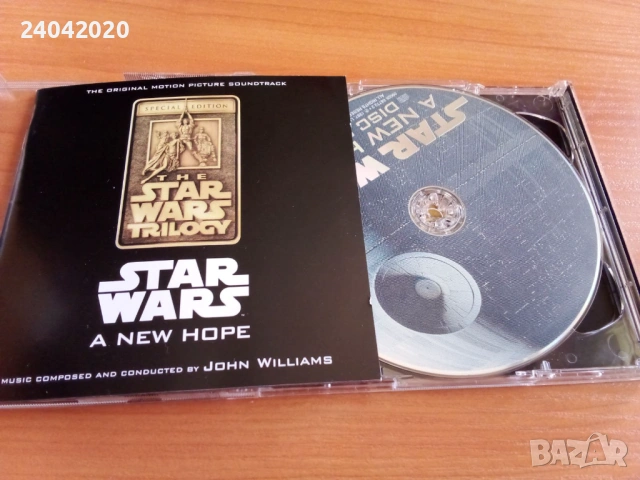 24042020
THE ORIGINAL MOTION PICTURE SOUNDTRACK
SPECIAL EDITION
THE
STAR
WARS
TRILOGY
STAR
WARS
A NEW HOPE
MUSIC COMPOSED AND CONDUCTED BY JOHN WILLIAMS
STAR W
A NEW H
DISC
BAZAR